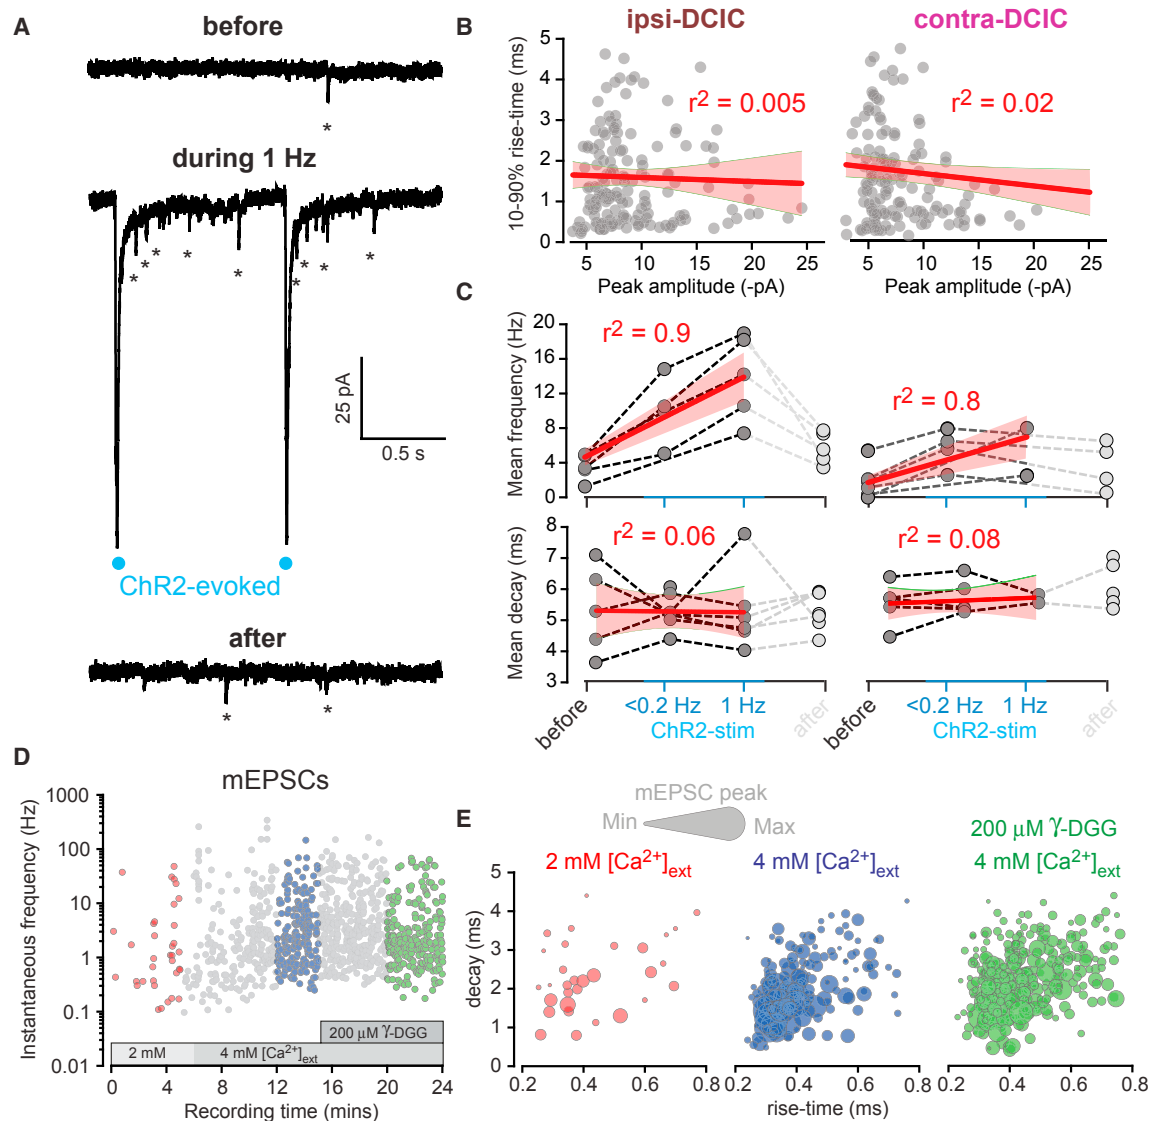 A
before
*
during 1 Hz
* * * * * * * * *
25 pA
0.5 s
ChR2-evoked
after
* *
B
ipsi-DCIC
contra-DCIC
10-90% rise-time (ms)
5
4
3
2
1
0
r² = 0.005
r² = 0.02
5 10 15 20 25
5 10 15 20 25
Peak amplitude (-pA)
Peak amplitude (-pA)
C
Mean frequency (Hz)
20
16
12
8
4
0
r² = 0.9
r² = 0.8
Mean decay (ms)
8
7
6
5
4
3
r² = 0.06
r² = 0.08
before
<0.2 Hz 1 Hz
ChR2-stim
after
before
<0.2 Hz 1 Hz
ChR2-stim
after
D
mEPSCs
Instantaneous frequency (Hz)
1000
100
10
1
0.1
0.01
200 µM γ-DGG
2 mM
4 mM [Ca²⁺]ext
0 4 8 12 16 20 24
Recording time (mins)
E
mEPSC peak
Min
Max
2 mM [Ca²⁺]ext
4 mM [Ca²⁺]ext
200 µM γ-DGG
4 mM [Ca²⁺]ext
decay (ms)
5
4
3
2
1
0
0.2 0.4 0.6 0.8
0.2 0.4 0.6 0.8
0.2 0.4 0.6 0.8
rise-time (ms)